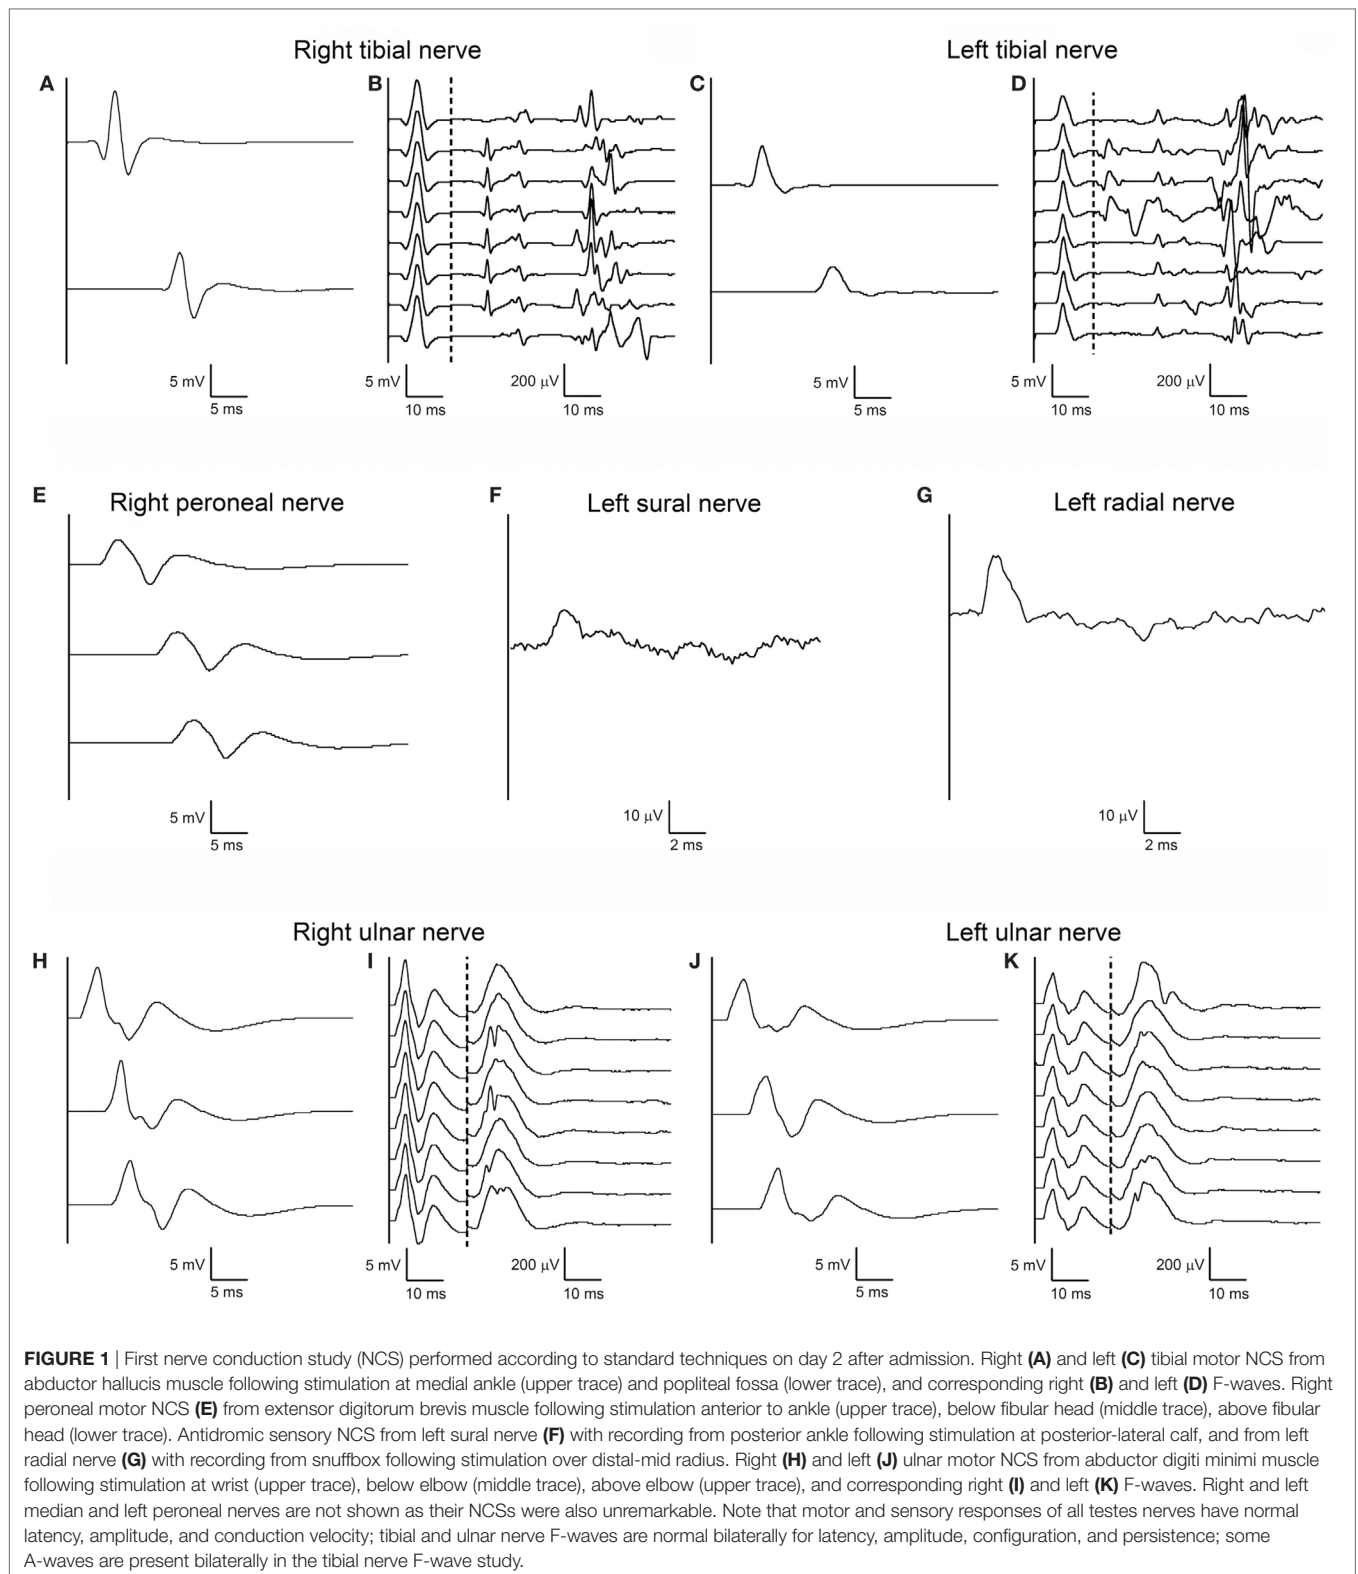 Right tibial nerve
Left tibial nerve
A
B
C
D
5 mV
5 ms
5 mV
10 ms
200 µV
10 ms
5 mV
5 ms
5 mV
10 ms
200 µV
10 ms
E
Right peroneal nerve
F
Left sural nerve
G
Left radial nerve
5 mV
5 ms
10 µV
2 ms
10 µV
2 ms
Right ulnar nerve
Left ulnar nerve
H
I
J
K
5 mV
5 ms
5 mV
10 ms
200 µV
10 ms
5 mV
5 ms
5 mV
10 ms
200 µV
10 ms
FIGURE 1 | First nerve conduction study (NCS) performed according to standard techniques on day 2 after admission. Right (A) and left (C) tibial motor NCS from
abductor hallucis muscle following stimulation at medial ankle (upper trace) and popliteal fossa (lower trace), and corresponding right (B) and left (D) F-waves. Right
peroneal motor NCS (E) from extensor digitorum brevis muscle following stimulation anterior to ankle (upper trace), below fibular head (middle trace), above fibular
head (lower trace). Antidromic sensory NCS from left sural nerve (F) with recording from posterior ankle following stimulation at posterior-lateral calf, and from left
radial nerve (G) with recording from snuffbox following stimulation over distal-mid radius. Right (H) and left (J) ulnar motor NCS from abductor digiti minimi muscle
following stimulation at wrist (upper trace), below elbow (middle trace), above elbow (upper trace), and corresponding right (I) and left (K) F-waves. Right and left
median and left peroneal nerves are not shown as their NCSs were also unremarkable. Note that motor and sensory responses of all testes nerves have normal
latency, amplitude, and conduction velocity; tibial and ulnar nerve F-waves are normal bilaterally for latency, amplitude, configuration, and persistence; some
A-waves are present bilaterally in the tibial nerve F-wave study.